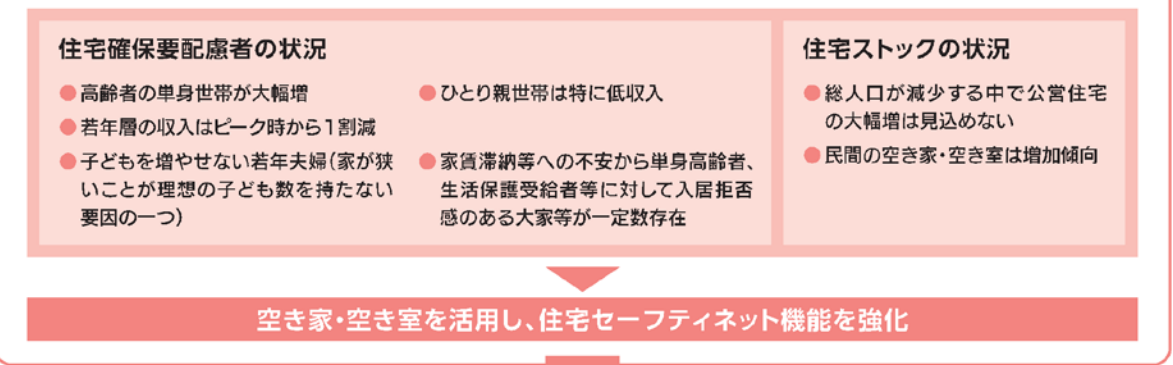 住宅確保要配慮者の状況
●高齢者の単身世帯が大幅増
●若年層の収入はピーク時から1割減
●子どもを増やせない若年夫婦(家が狭
いことが理想の子ども数を持たない
要因の一つ)
●ひとり親世帯は特に低収入
●家賃滞納等への不安から単身高齢者、
生活保護受給者等に対して入居拒否
感のある大家等が一定数存在
住宅ストックの状況
●総人口が減少する中で公営住宅
の大幅増は見込めない
●民間の空き家・空き室は増加傾向
空き家・空き室を活用し、住宅セーフティネット機能を強化